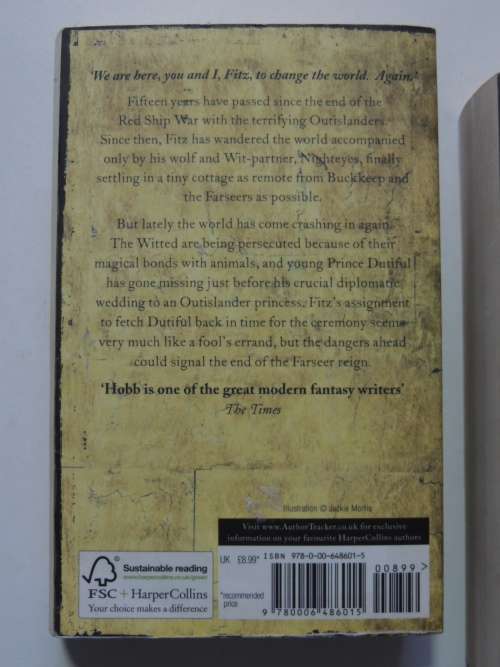 'We are here, you and I, Fitz, to change the world. Again.'
Fifteen years have passed since the end of the
Red Ship War with the terrifying Outislanders.
Since then, Fitz has wandered the world accompanied
only by his wolf and Wit-partner, Nighteyes, finally
settling in a tiny cottage as remote from Buckkeep and
the Farseers as possible.
But lately the world has come crashing in again.
The Witted are being persecuted because of their
magical bonds with animals, and young Prince Dutiful
has gone missing just before his crucial diplomatic
wedding to an Outislander princess. Fitz's assignment
to fetch Dutiful back in time for the ceremony seems
very much like a fool's errand, but the dangers ahead
could signal the end of the Farseer reign.
'Hobb is one of the great modern fantasy writers'
The Times
Illustration © Jackie Morris
Visit www.AuthorTracker.co.uk for exclusive
information on your favourite HarperCollins authors
Sustainable reading
www.harpercollins.co.uk/green
FSC + HarperCollins
Your choice makes a difference
UK £8.99*
*recommended
price
ISBN 978-0-00-648601-5
00899>
9 780006 486015